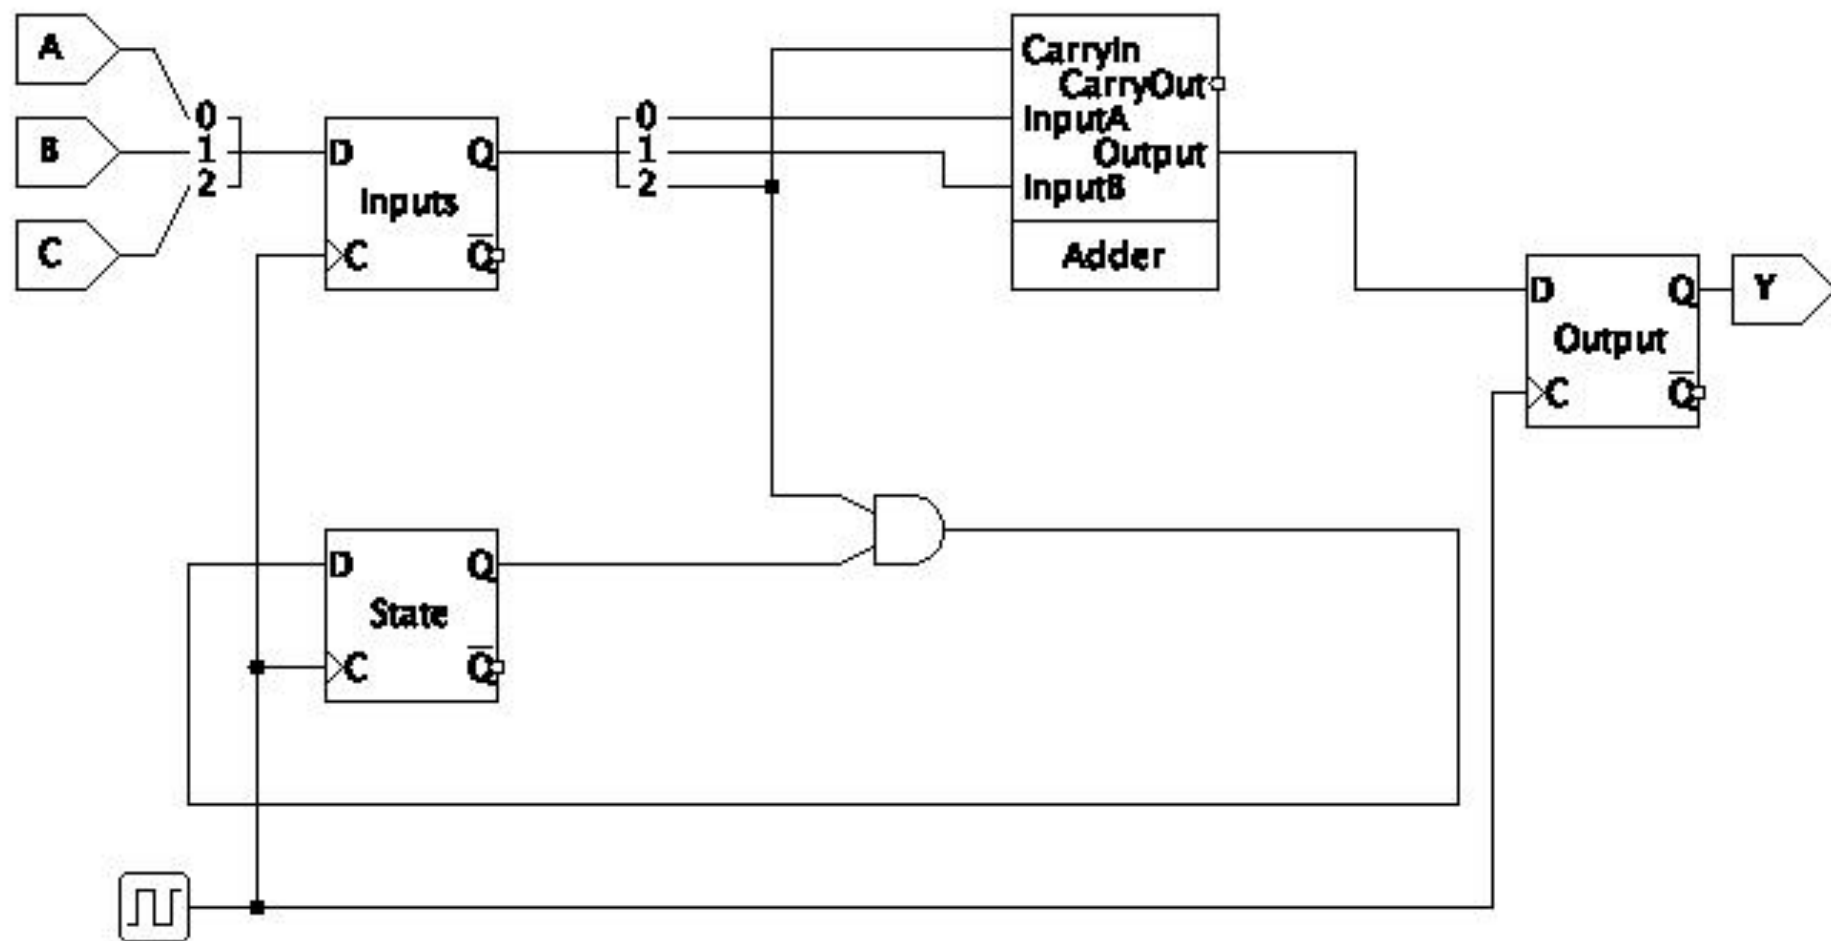 A
B
C
0
1
2
D Q
Inputs
C Q
0
1
2
CarryIn
CarryOut
InputA
Output
InputB
Adder
D Q
Output
C Q
Y
D Q
State
C Q